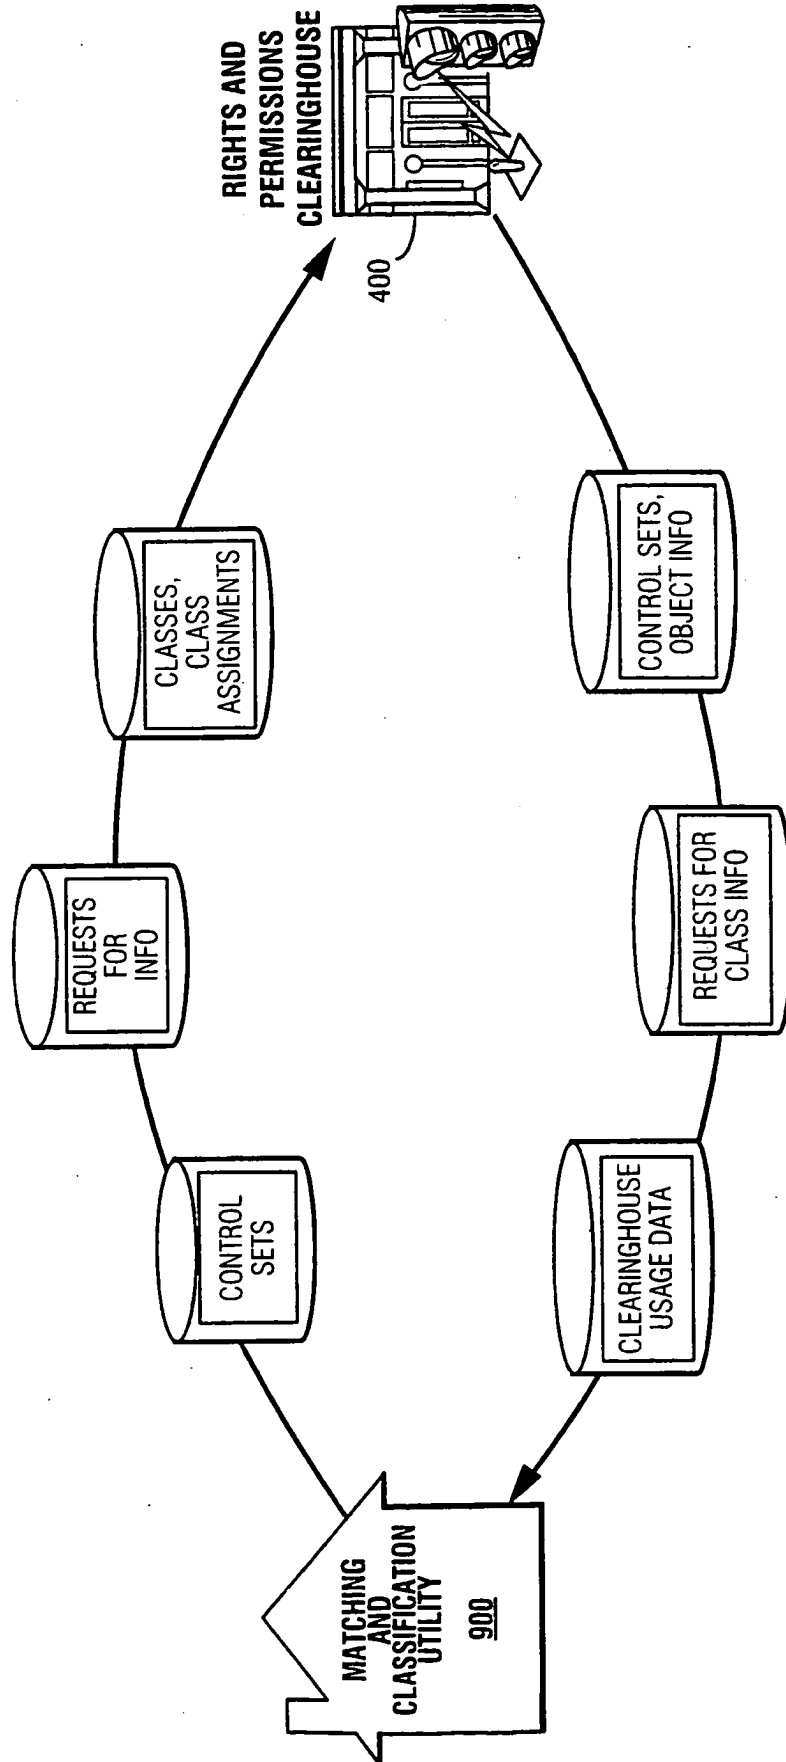 MATCHING
AND
CLASSIFICATION
UTILITY
900
CONTROL
SETS
REQUESTS
FOR
INFO
CLASSES,
CLASS
ASSIGNMENTS
RIGHTS AND
PERMISSIONS
CLEARINGHOUSE
400
CONTROL SETS,
OBJECT INFO
REQUESTS FOR
CLASS INFO
CLEARINGHOUSE
USAGE DATA